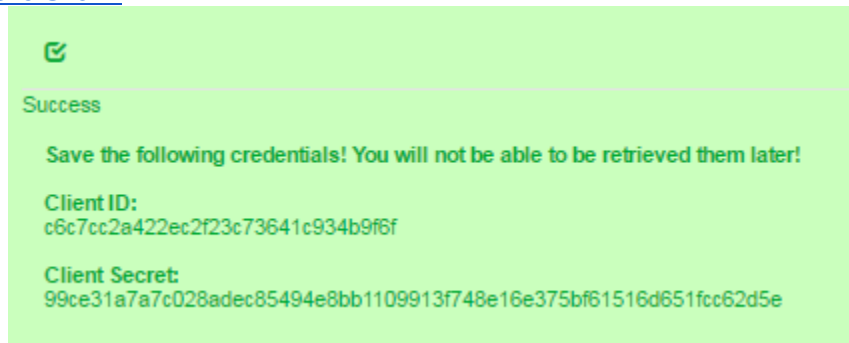 Success
Save the following credentials! You will not be able to be retrieved them later!
Client ID:
c6c7cc2a422ec2f23c73641c934b9f6f
Client Secret:
99ce31a7a7c028adec85494e8bb1109913f748e16e375bf61516d651fcc62d5e